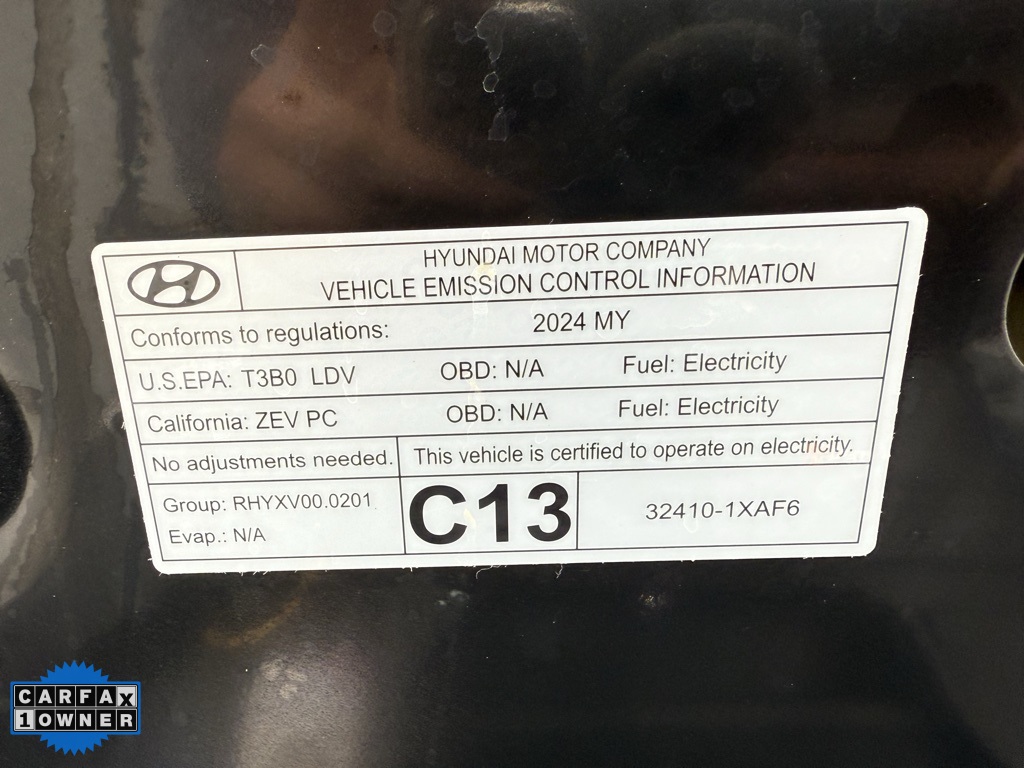 HYUNDAI MOTOR COMPANY
VEHICLE EMISSION CONTROL INFORMATION
Conforms to regulations: 2024 MY
U.S.EPA: T3B0 LDV OBD: N/A Fuel: Electricity
California: ZEV PC OBD: N/A Fuel: Electricity
No adjustments needed. This vehicle is certified to operate on electricity.
Group: RHYXV00.0201
Evap.: N/A
C13
32410-1XAF6
CARFAX
1 OWNER